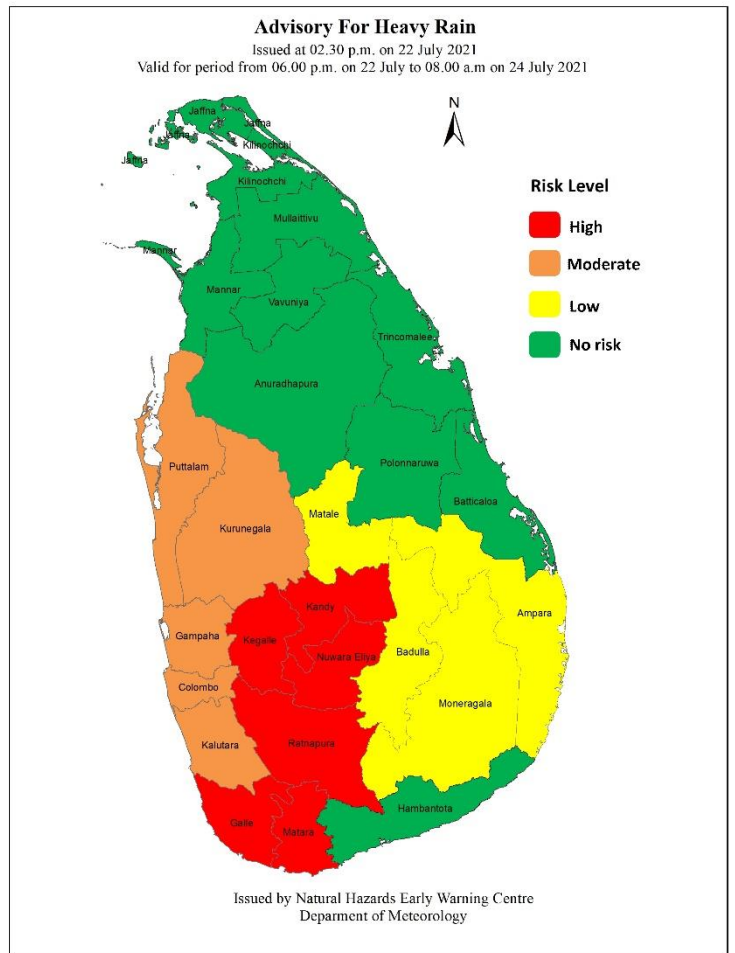 Advisory For Heavy Rain
Issued at 02.30 p.m. on 22 July 2021
Valid for period from 06.00 p.m. on 22 July to 08.00 a.m on 24 July 2021
N
Jaffna
Jaffna
Jaffna
Kilinochchi
Jaffna
Kilinochchi
Mullaittivu
Mannar
Mannar
Vavuniya
Trincomalee
Anuradhapura
Polonnaruwa
Puttalam
Batticaloa
Matale
Kurunegala
Kandy
Ampara
Gampaha
Kegalle
Nuwara Eliya
Badulla
Colombo
Moneragala
Kalutara
Ratnapura
Hambantota
Galle
Matara
Risk Level
High
Moderate
Low
No risk
Issued by Natural Hazards Early Warning Centre
Deparment of Meteorology